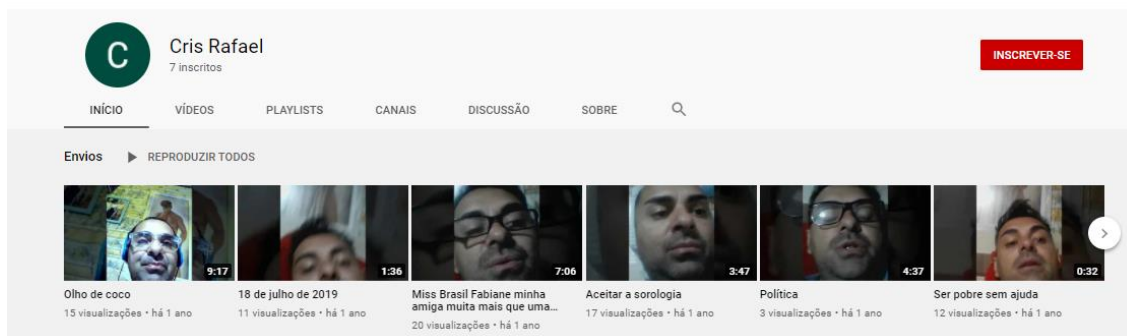 C
Cris Rafael
7 inscritos
INSCREVER-SE
INÍCIO VÍDEOS PLAYLISTS CANAIS DISCUSSÃO SOBRE
Envios REPRODUZIR TODOS
9:17 1:36 7:06 3:47 4:37 0:32
Olho de coco
15 visualizações • há 1 ano
18 de julho de 2019
11 visualizações • há 1 ano
Miss Brasil Fabiane minha
amiga muita mais que uma...
20 visualizações • há 1 ano
Aceitar a sorologia
17 visualizações • há 1 ano
Política
3 visualizações • há 1 ano
Ser pobre sem ajuda
12 visualizações • há 1 ano